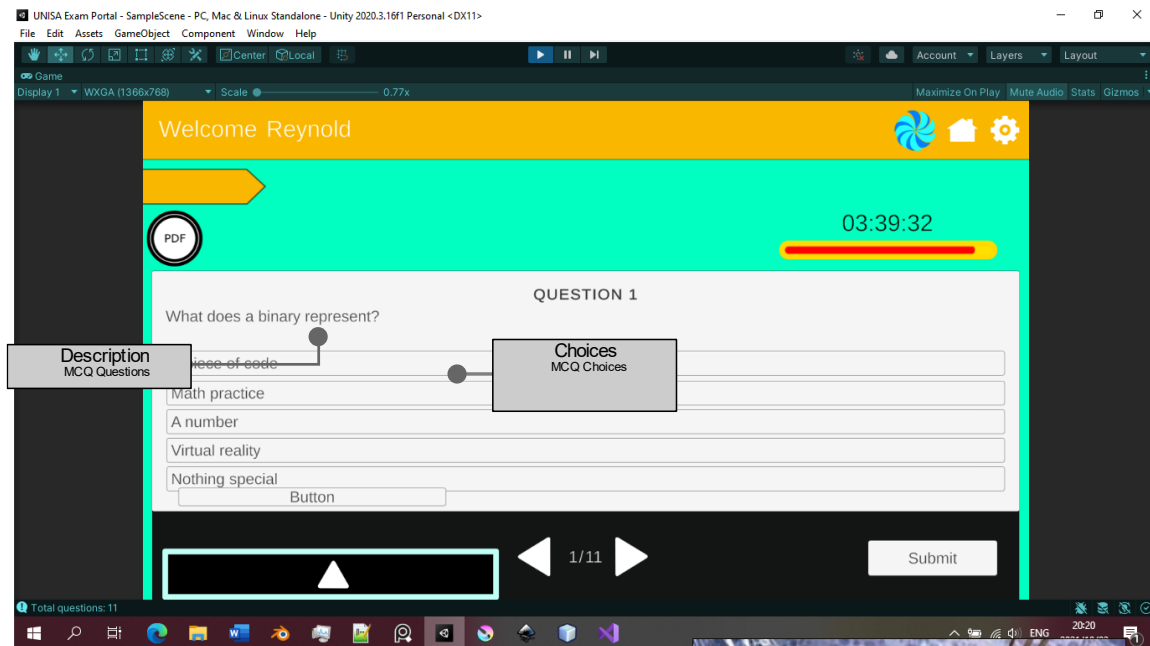 UNISA Exam Portal - SampleScene - PC, Mac & Linux Standalone - Unity 2020.3.16f1 Personal <DX11>
File Edit Assets GameObject Component Window Help
Center Local Account Layers Layout
Game
Display 1 WXGA (1366x768) Scale 0.77x Maximize On Play Mute Audio Stats Gizmos
Welcome Reynold
03:39:32
PDF
QUESTION 1
What does a binary represent?
Description
MCQ Questions
piece of code
Choices
MCQ Choices
Math practice
A number
Virtual reality
Nothing special
Button
1/11
Submit
Total questions: 11
ENG
20:20